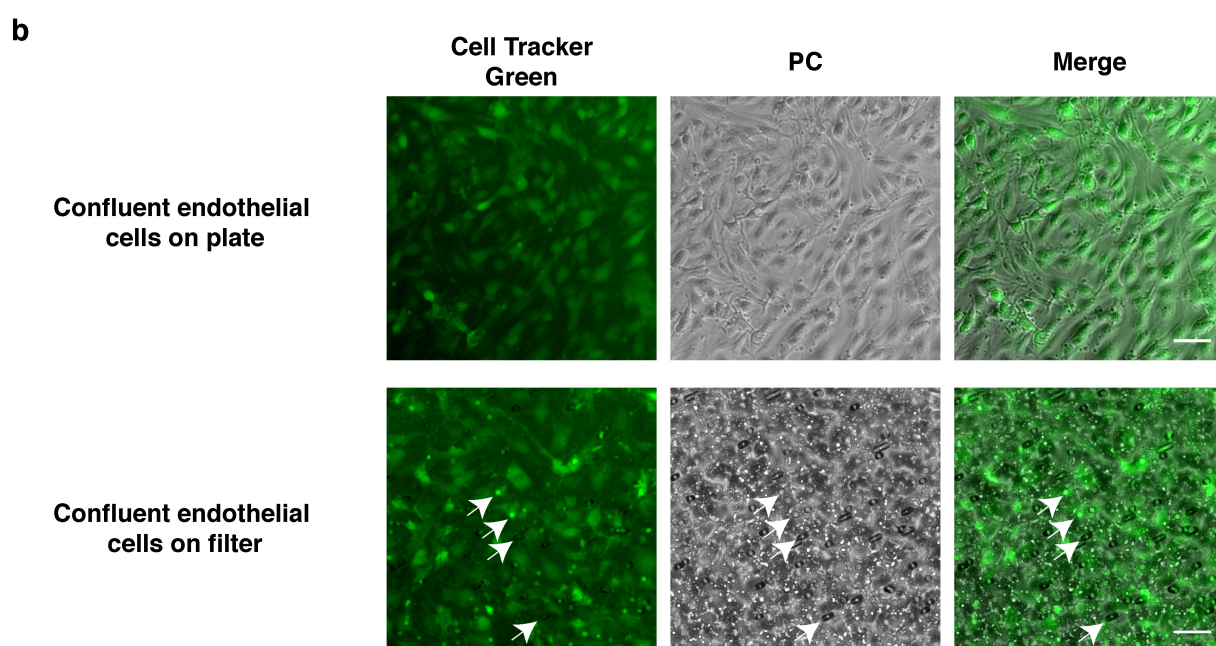 b
Cell Tracker
Green
PC
Merge
Confluent endothelial
cells on plate
Confluent endothelial
cells on filter